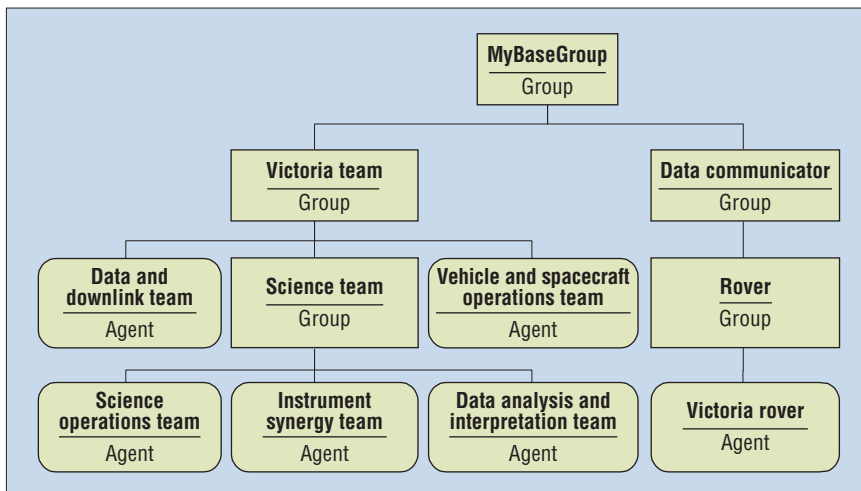 MyBaseGroup
Group
Victoria team
Group
Data communicator
Group
Data and
downlink team
Agent
Science team
Group
Vehicle and spacecraft
operations team
Agent
Rover
Group
Science
operations team
Agent
Instrument
synergy team
Agent
Data analysis and
interpretation team
Agent
Victoria rover
Agent